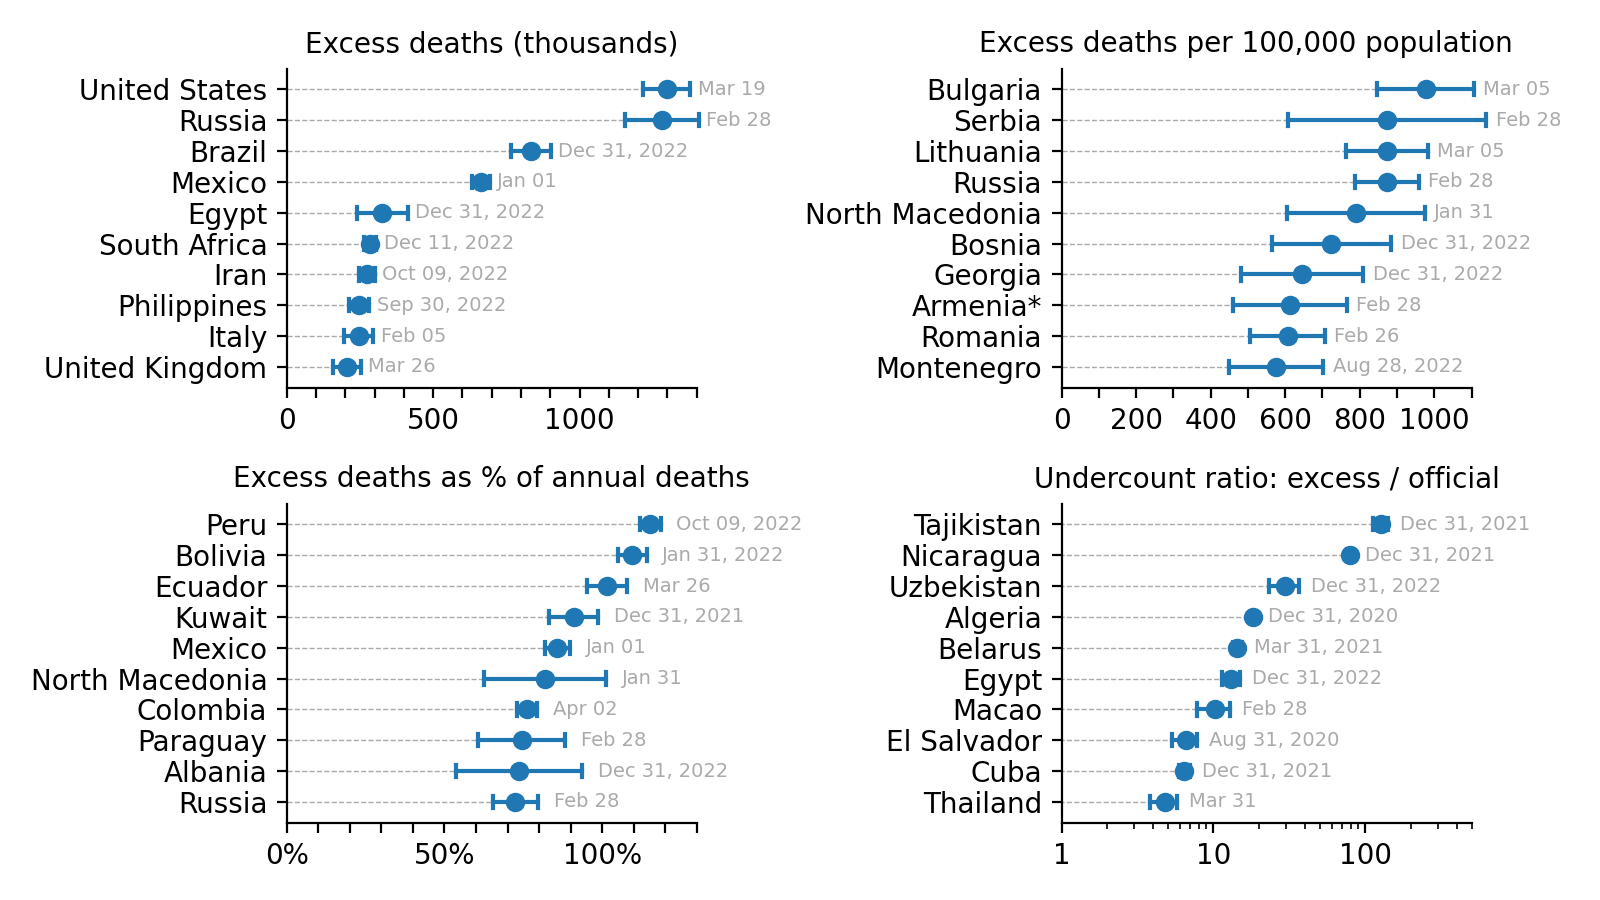 Excess deaths (thousands)
United States Mar 19
Russia Feb 28
Brazil Dec 31, 2022
Mexico Jan 01
Egypt Dec 31, 2022
South Africa Dec 11, 2022
Iran Oct 09, 2022
Philippines Sep 30, 2022
Italy Feb 05
United Kingdom Mar 26
0 500 1000
Excess deaths per 100,000 population
Bulgaria Mar 05
Serbia Feb 28
Lithuania Mar 05
Russia Feb 28
North Macedonia Jan 31
Bosnia Dec 31, 2022
Georgia Dec 31, 2022
Armenia* Feb 28
Romania Feb 26
Montenegro Aug 28, 2022
0 200 400 600 800 1000
Excess deaths as % of annual deaths
Peru Oct 09, 2022
Bolivia Jan 31, 2022
Ecuador Mar 26
Kuwait Dec 31, 2021
Mexico Jan 01
North Macedonia Jan 31
Colombia Apr 02
Paraguay Feb 28
Albania Dec 31, 2022
Russia Feb 28
0% 50% 100%
Undercount ratio: excess / official
Tajikistan Dec 31, 2021
Nicaragua Dec 31, 2021
Uzbekistan Dec 31, 2022
Algeria Dec 31, 2020
Belarus Mar 31, 2021
Egypt Dec 31, 2022
Macao Feb 28
El Salvador Aug 31, 2020
Cuba Dec 31, 2021
Thailand Mar 31
1 10 100